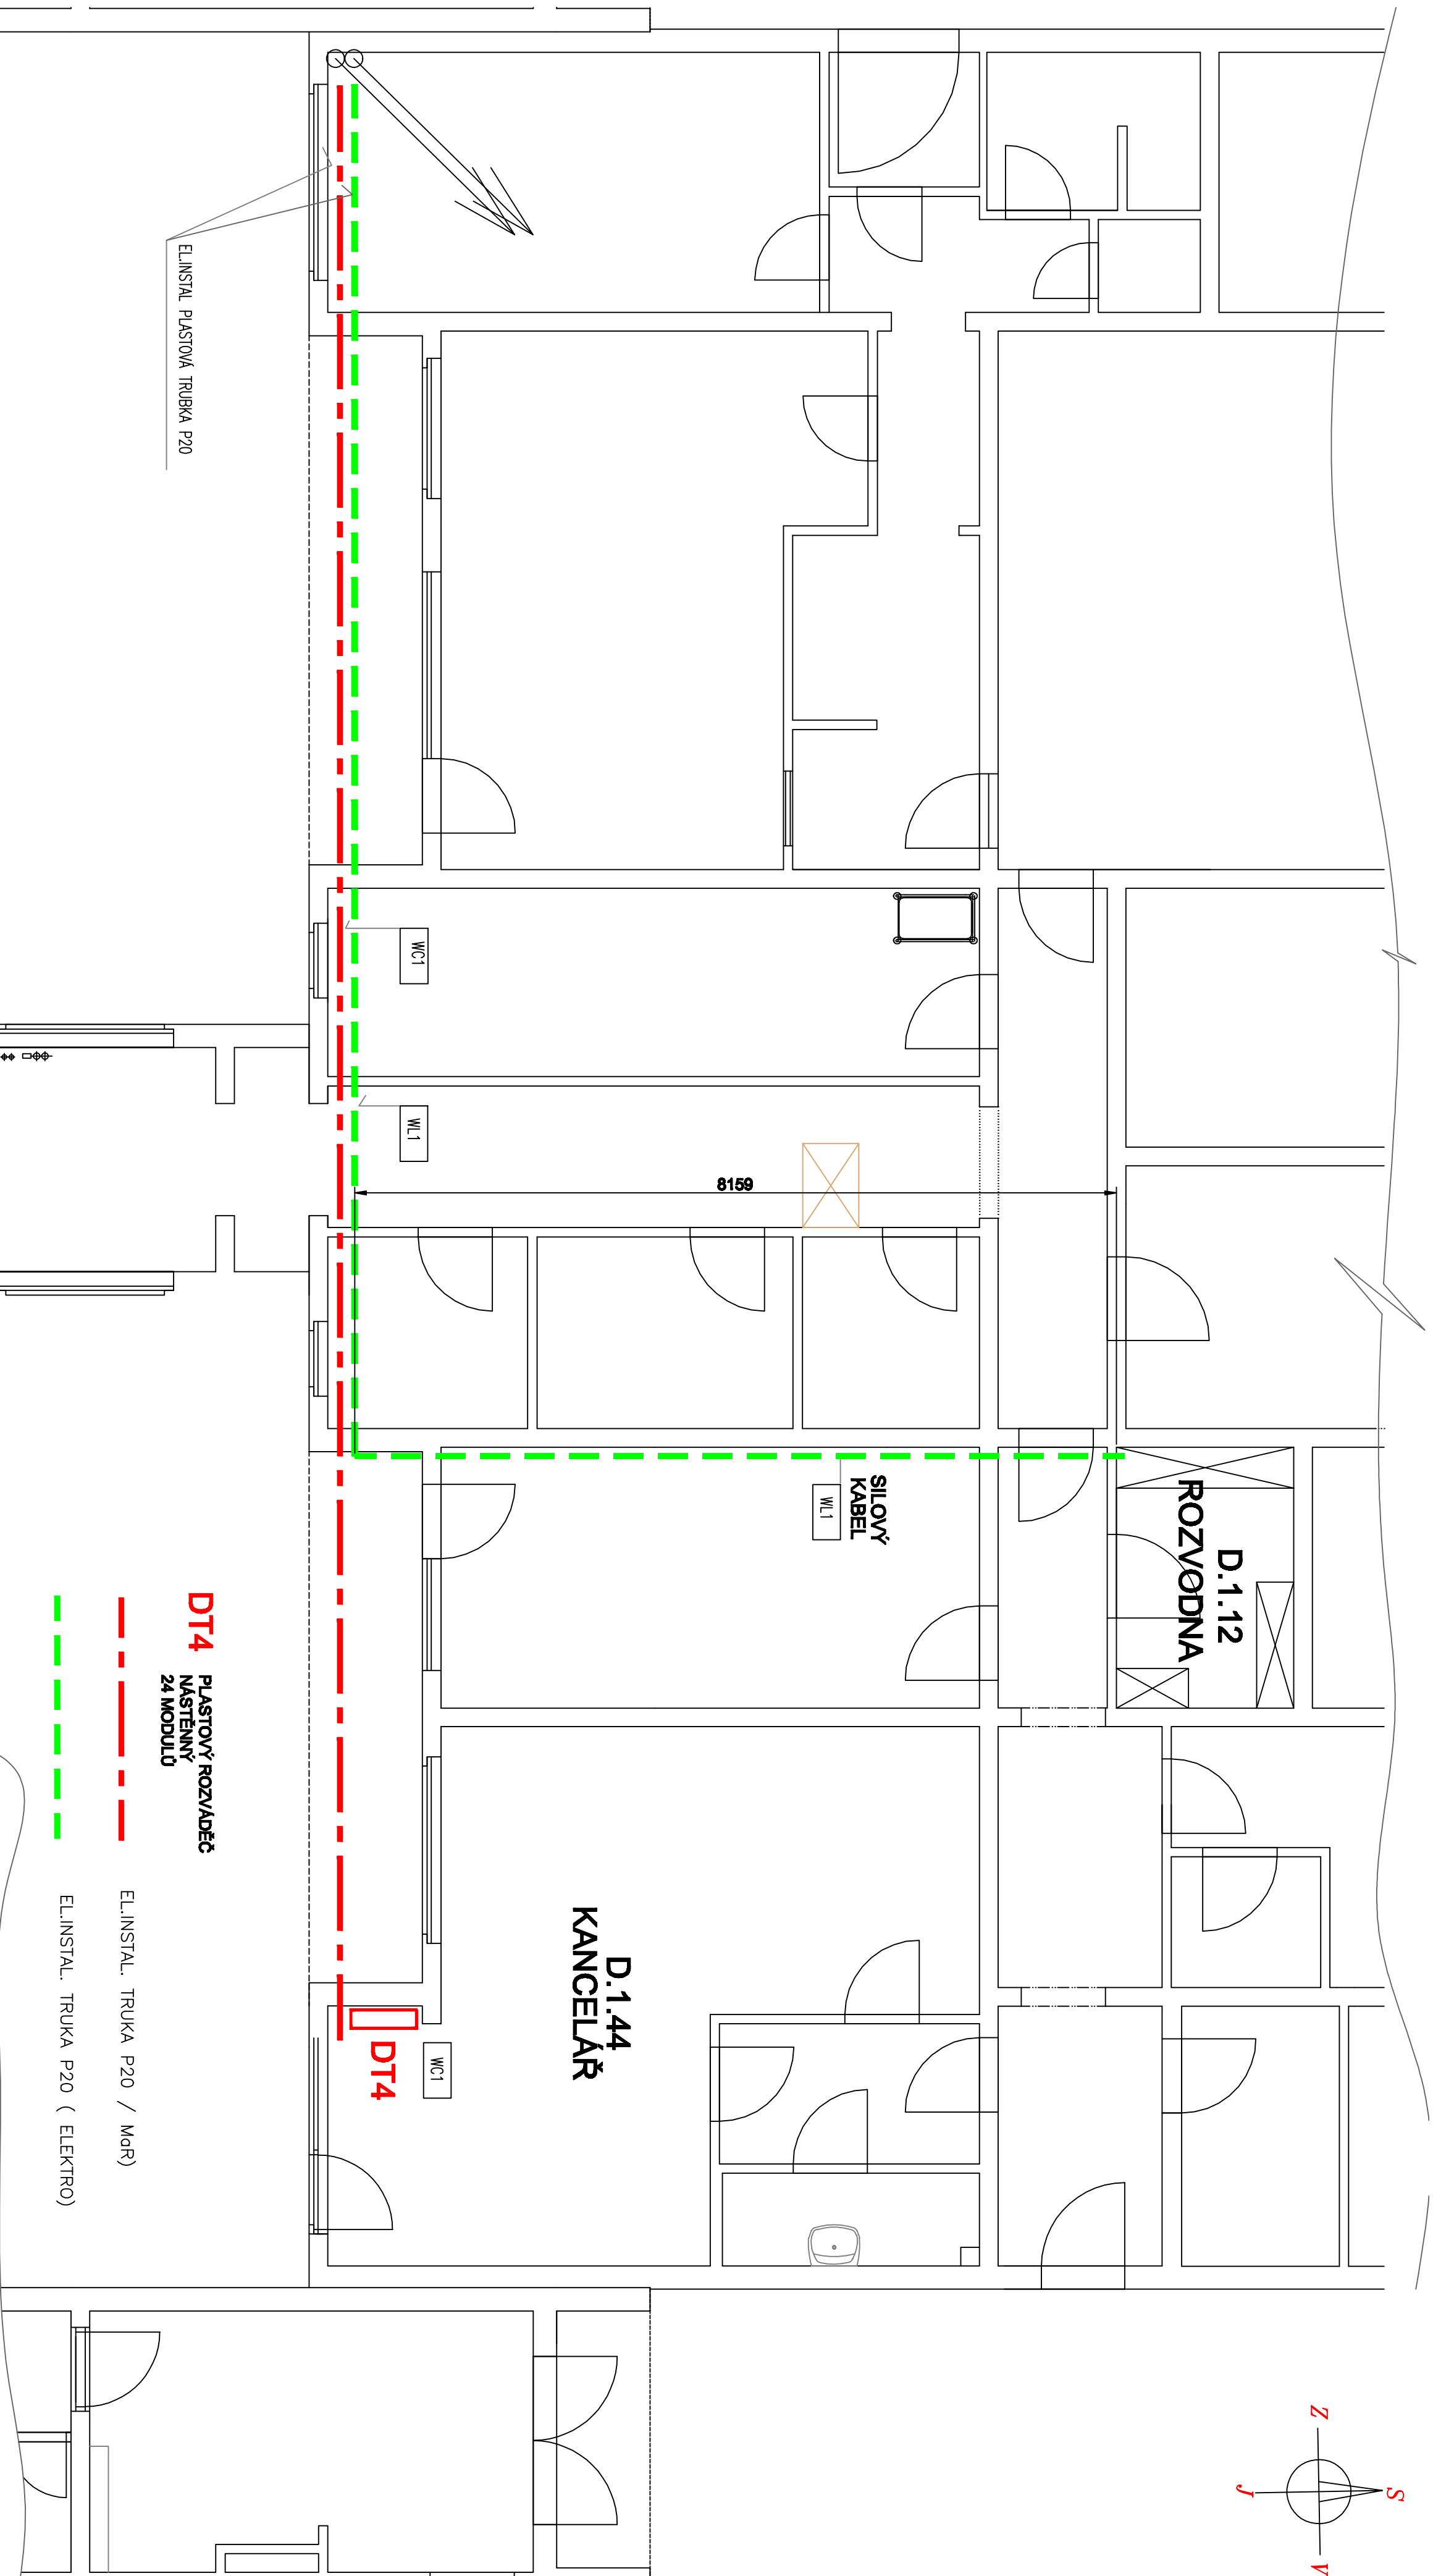 EL.INSTAL PLASTOVÁ TRUBKA P20
WC1
WL1
8159
SILOVÝ
KABEL
WL1
D.1.12
ROZVODNA
D.1.44
KANCELÁŘ
WC1
DT4
DT4
PLASTOVÝ ROZVÁDĚČ
NÁSTĚNNÝ
24 MODULŮ
EL.INSTAL. TRUKA P20 / MaR)
EL.INSTAL. TRUKA P20 ( ELEKTRO)
Z
S
J
V